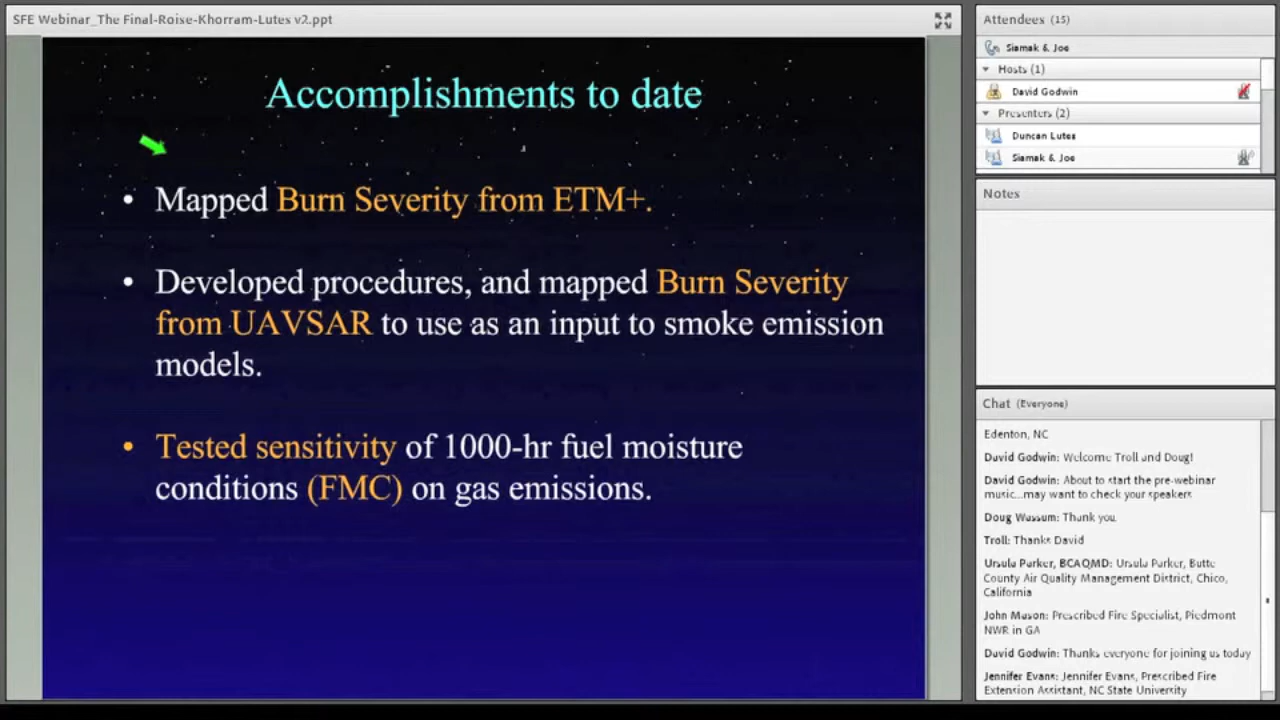 SFE Webinar_The Final-Roise-Khorram-Lutes v2.ppt
Accomplishments to date
• Mapped Burn Severity from ETM+.
• Developed procedures, and mapped Burn Severity
from UAVSAR to use as an input to smoke emission
models.
• Tested sensitivity of 1000-hr fuel moisture
conditions (FMC) on gas emissions.
Attendees (15)
Siamak & Joe
Hosts (1)
David Godwin
Presenters (2)
Duncan Lutes
Siamak & Joe
Notes
Chat (Everyone)
Edenton, NC
David Godwin: Welcome Troll and Doug!
David Godwin: About to start the pre-webinar
music...may want to check your speakers
Doug Wassum: Thank you.
Troll: Thanks David
Ursula Parker, BCAQMD: Ursula Parker, Butte
County Air Quality Management District, Chico,
California
John Mason: Prescribed Fire Specialist, Piedmont
NWR in GA
David Godwin: Thanks everyone for joining us today
Jennifer Evans: Jennifer Evans, Prescribed Fire
Extension Assistant, NC State University